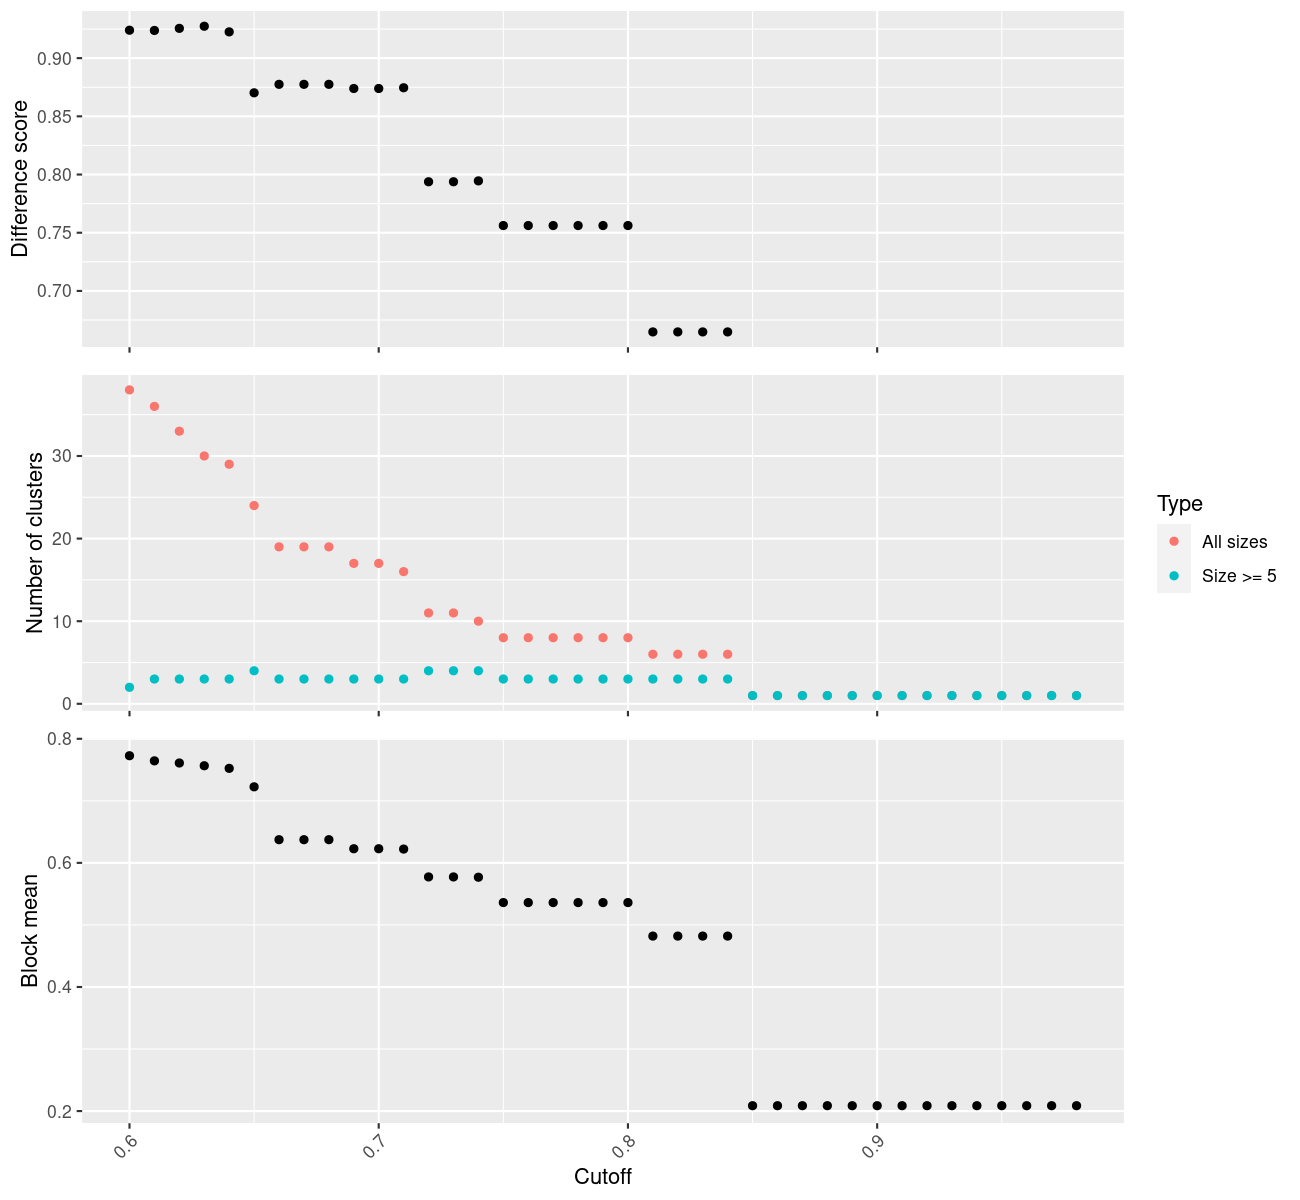 Difference score
0.90
0.85
0.80
0.75
0.70
Number of clusters
30
20
10
0
Type
All sizes
Size >= 5
Block mean
0.8
0.6
0.4
0.2
0.6 0.7 0.8 0.9
Cutoff